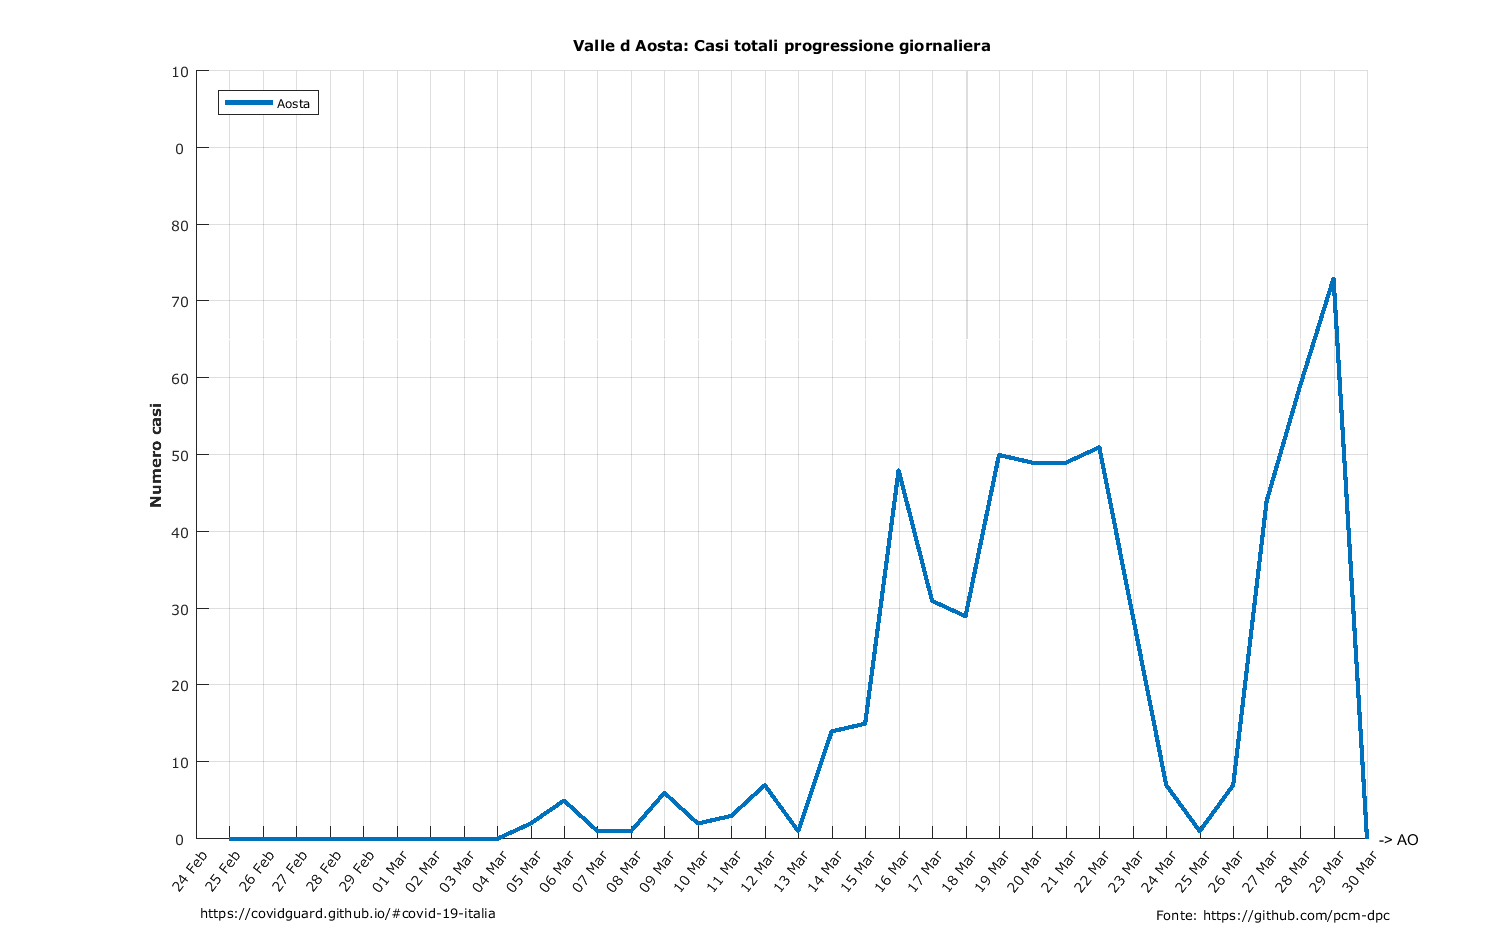 Valle d Aosta: Casi totali progressione giornaliera
Aosta
Numero casi
10
0
80
70
60
50
40
30
20
10
0
24 Feb
25 Feb
26 Feb
27 Feb
28 Feb
29 Feb
01 Mar
02 Mar
03 Mar
04 Mar
05 Mar
06 Mar
07 Mar
08 Mar
09 Mar
10 Mar
11 Mar
12 Mar
13 Mar
14 Mar
15 Mar
16 Mar
17 Mar
18 Mar
19 Mar
20 Mar
21 Mar
22 Mar
23 Mar
24 Mar
25 Mar
26 Mar
27 Mar
28 Mar
29 Mar
30 Mar
-> AO
https://covidguard.github.io/#covid-19-italia
Fonte: https://github.com/pcm-dpc